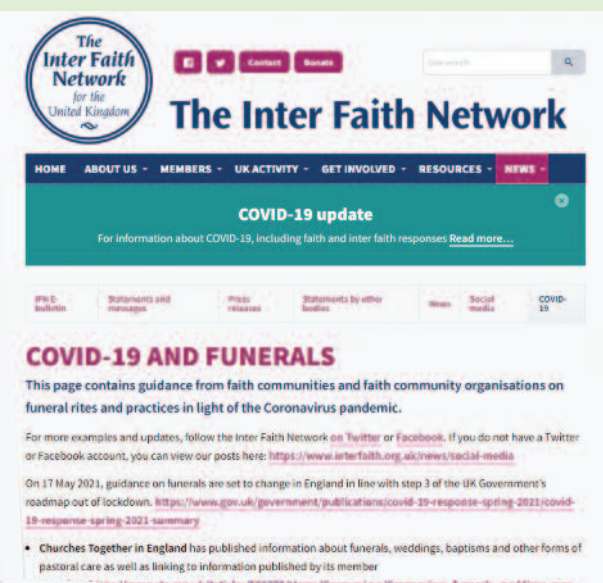 The
Inter Faith
Network
for the
United Kingdom
Contact
Donate
Site search
The Inter Faith Network
HOME ABOUT US MEMBERS UK ACTIVITY GET INVOLVED RESOURCES NEWS
COVID-19 update
For information about COVID-19, including faith and inter faith responses Read more...
IFN E-bulletin
Statements and messages
Press releases
Statements by other bodies
News
Social media
COVID-19
COVID-19 AND FUNERALS
This page contains guidance from faith communities and faith community organisations on
funeral rites and practices in light of the Coronavirus pandemic.
For more examples and updates, follow the Inter Faith Network on Twitter or Facebook. If you do not have a Twitter
or Facebook account, you can view our posts here: https://www.interfaith.org.uk/news/social-media
On 17 May 2021, guidance on funerals are set to change in England in line with step 3 of the UK Government's
roadmap out of lockdown. https://www.gov.uk/government/publications/covid-19-response-spring-2021/covid-
19-response-spring-2021-summary
• Churches Together in England has published information about funerals, weddings, baptisms and other forms of
pastoral care as well as linking to information published by its member